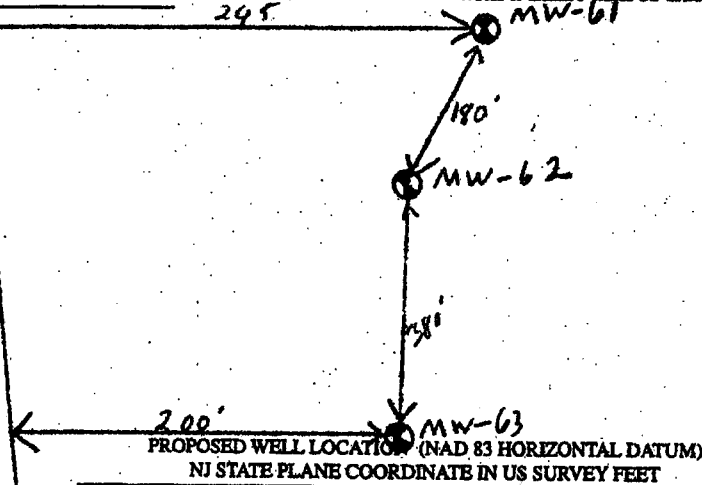 245
MW-61
180'
MW-62
200'
MW-63
PROPOSED WELL LOCATION (NAD 83 HORIZONTAL DATUM)
NJ STATE PLANE COORDINATE IN US SURVEY FEET